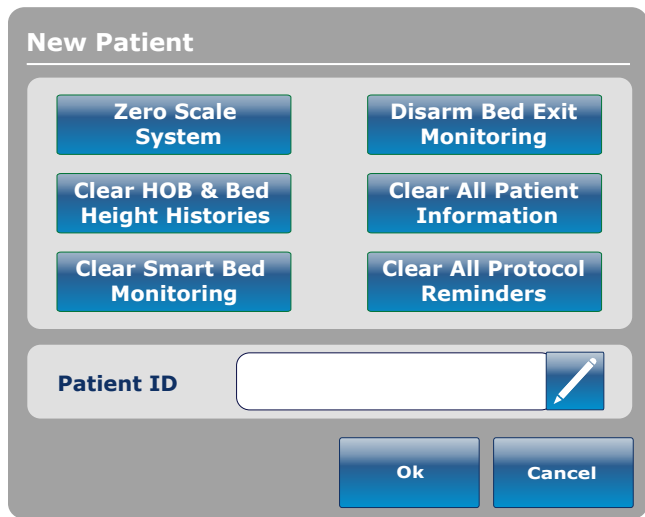 New Patient
Zero Scale
System
Disarm Bed Exit
Monitoring
Clear HOB & Bed
Height Histories
Clear All Patient
Information
Clear Smart Bed
Monitoring
Clear All Protocol
Reminders
Patient ID
Ok
Cancel